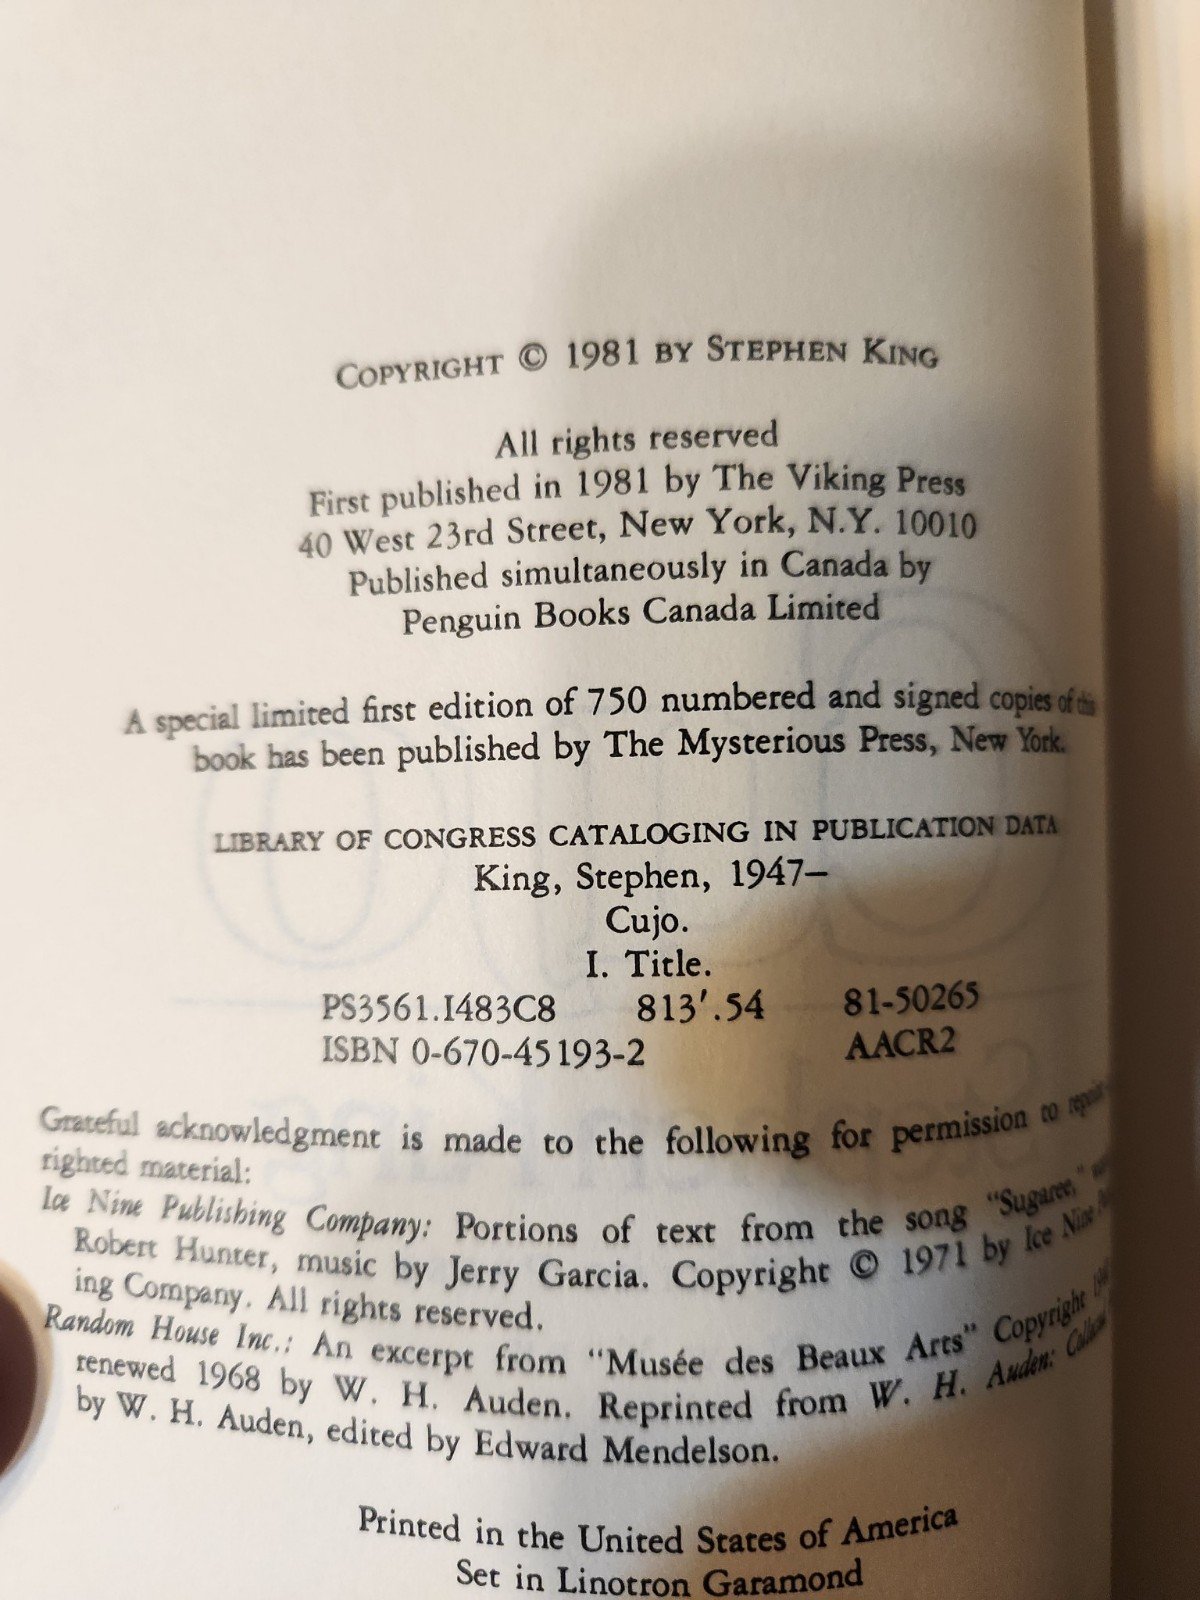 COPYRIGHT © 1981 BY STEPHEN KING
All rights reserved
First published in 1981 by The Viking Press
40 West 23rd Street, New York, N.Y. 10010
Published simultaneously in Canada by
Penguin Books Canada Limited
A special limited first edition of 750 numbered and signed copies of this
book has been published by The Mysterious Press, New York.
LIBRARY OF CONGRESS CATALOGING IN PUBLICATION DATA
King, Stephen, 1947–
Cujo.
I. Title.
PS3561.I483C8 813'.54 81-50265
ISBN 0-670-45193-2 AACR2
Grateful acknowledgment is made to the following for permission to
righted material:
Ice Nine Publishing Company: Portions of text from the song "Sugaree,"
Robert Hunter, music by Jerry Garcia. Copyright © 1971 by Ice Nine
ing Company. All rights reserved.
Random House Inc.: An excerpt from "Musée des Beaux Arts" Copyright
renewed 1968 by W. H. Auden. Reprinted from W. H. Auden:
by W. H. Auden, edited by Edward Mendelson.
Printed in the United States of America
Set in Linotron Garamond